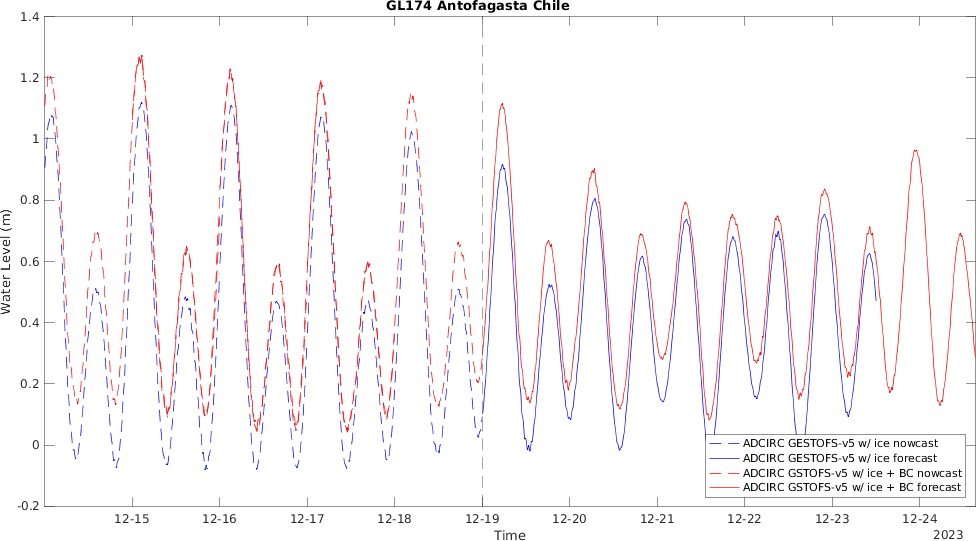 GL174 Antofagasta Chile
1.4
1.2
1
0.8
0.6
0.4
0.2
0
-0.2
Water Level (m)
ADCIRC GESTOFS-v5 w/ ice nowcast
ADCIRC GESTOFS-v5 w/ ice forecast
ADCIRC GSTOFS-v5 w/ ice + BC nowcast
ADCIRC GSTOFS-v5 w/ ice + BC forecast
12-15 12-16 12-17 12-18 12-19 12-20 12-21 12-22 12-23 12-24
Time
2023